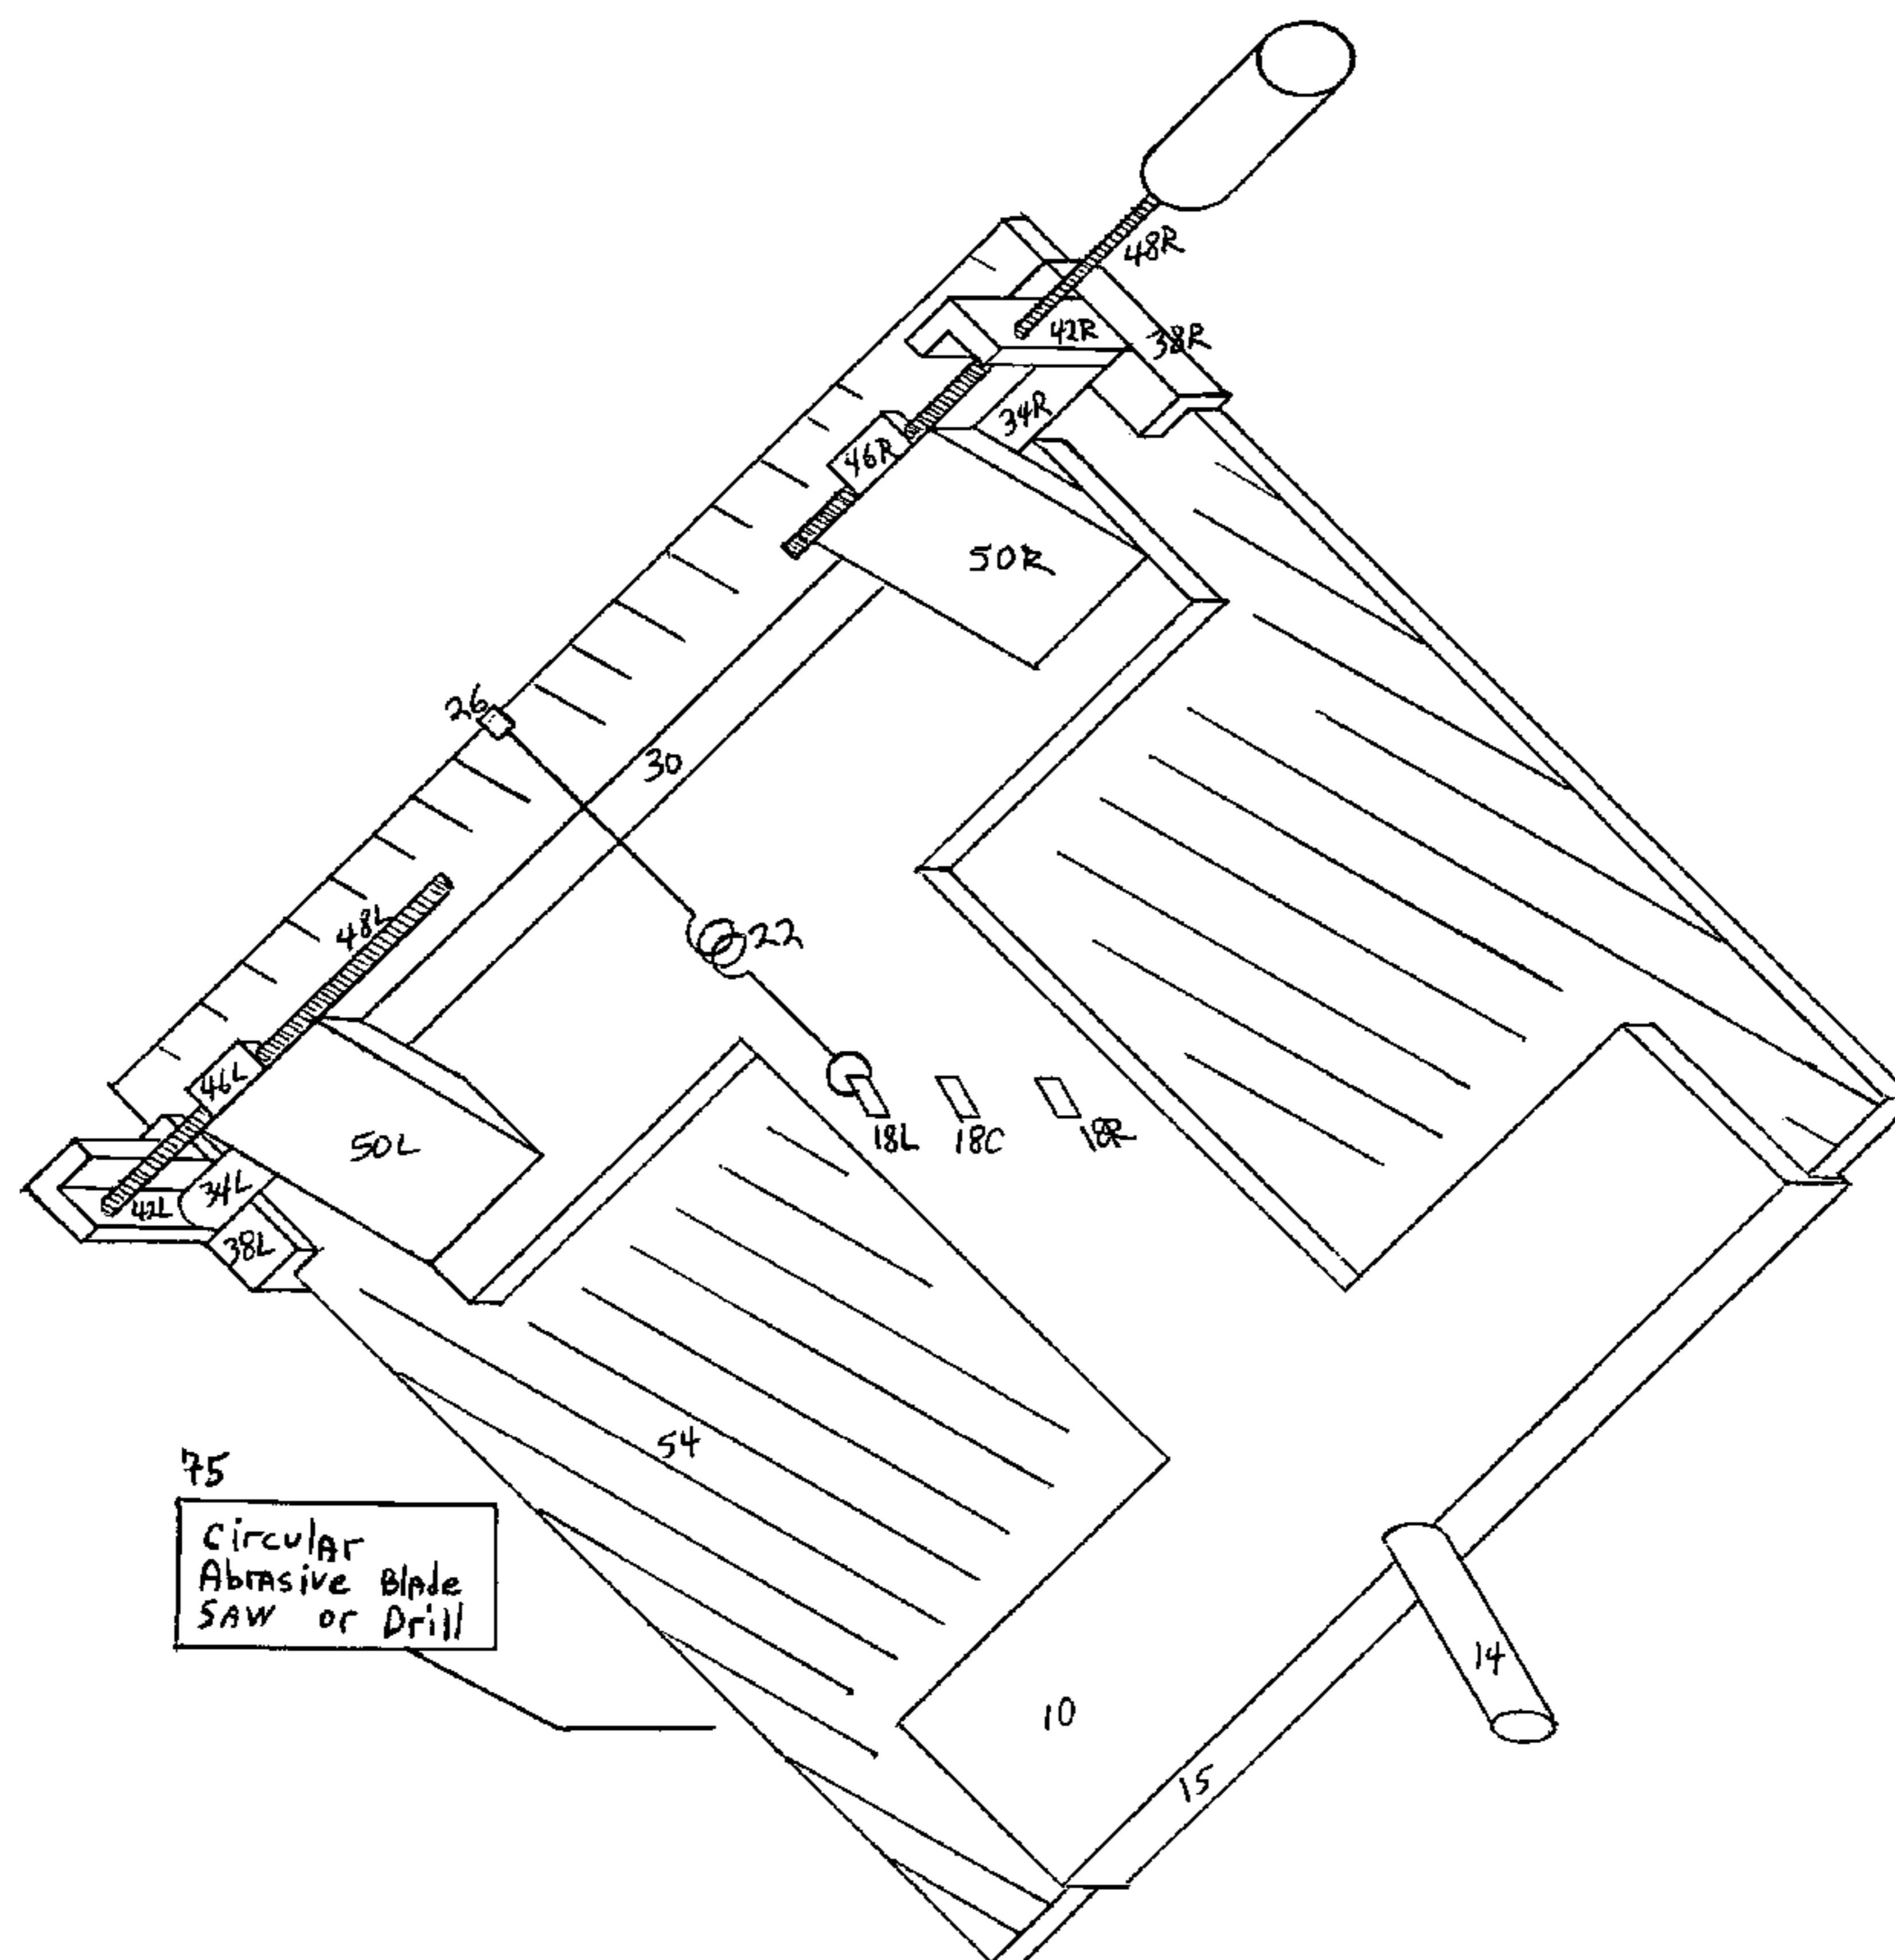 48R
42R
38R
34R
46R
50R
26
30
48L
22
46L
18L
18C
18R
50L
34L
42L
38L
54
75
Circular
Abrasive Blade
SAW or Drill
14
10
15